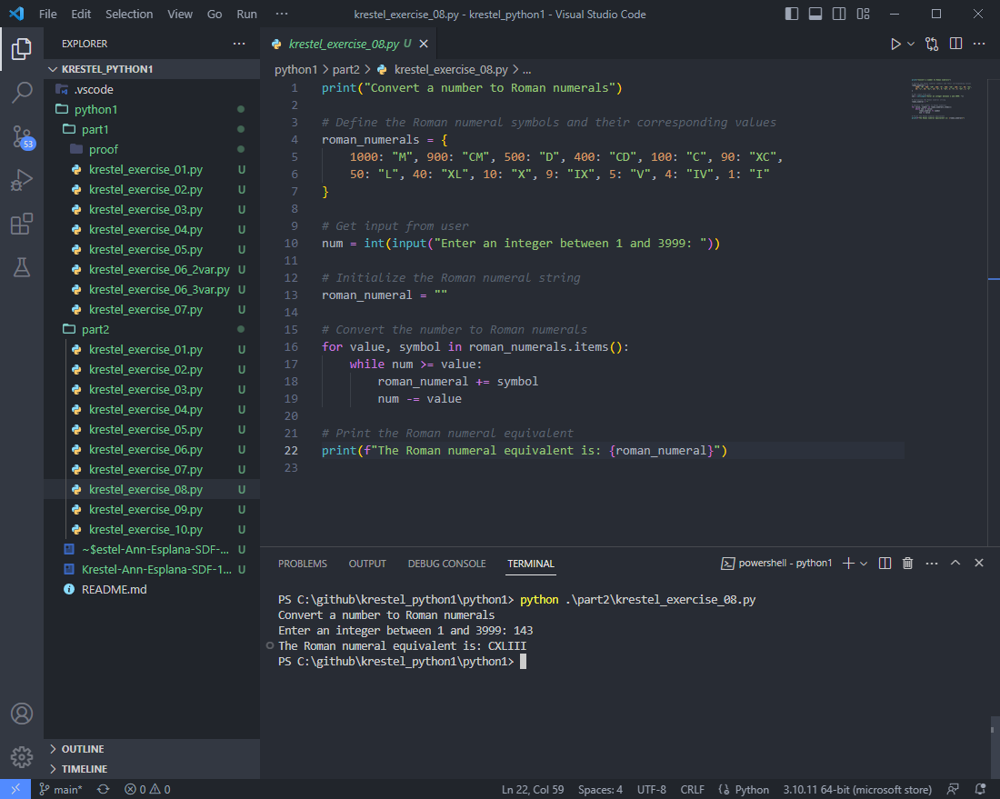 File Edit Selection View Go Run ··· krestel_exercise_08.py - krestel_python1 - Visual Studio Code
EXPLORER ···
KRESTEL_PYTHON1
.vscode
python1
part1
proof
krestel_exercise_01.py U
krestel_exercise_02.py U
krestel_exercise_03.py U
krestel_exercise_04.py U
krestel_exercise_05.py U
krestel_exercise_06_2var.py U
krestel_exercise_06_3var.py U
krestel_exercise_07.py U
part2
krestel_exercise_01.py U
krestel_exercise_02.py U
krestel_exercise_03.py U
krestel_exercise_04.py U
krestel_exercise_05.py U
krestel_exercise_06.py U
krestel_exercise_07.py U
krestel_exercise_08.py U
krestel_exercise_09.py U
krestel_exercise_10.py U
~$estel-Ann-Esplana-SDF-... U
Krestel-Ann-Esplana-SDF-1... U
README.md
OUTLINE
TIMELINE
53
krestel_exercise_08.py U
python1 > part2 > krestel_exercise_08.py > ...
1 print("Convert a number to Roman numerals")
2
3 # Define the Roman numeral symbols and their corresponding values
4 roman_numerals = {
5     1000: "M", 900: "CM", 500: "D", 400: "CD", 100: "C", 90: "XC",
6     50: "L", 40: "XL", 10: "X", 9: "IX", 5: "V", 4: "IV", 1: "I"
7 }
8
9 # Get input from user
10 num = int(input("Enter an integer between 1 and 3999: "))
11
12 # Initialize the Roman numeral string
13 roman_numeral = ""
14
15 # Convert the number to Roman numerals
16 for value, symbol in roman_numerals.items():
17     while num >= value:
18         roman_numeral += symbol
19         num -= value
20
21 # Print the Roman numeral equivalent
22 print(f"The Roman numeral equivalent is: {roman_numeral}")
23
PROBLEMS OUTPUT DEBUG CONSOLE TERMINAL powershell - python1
PS C:\github\krestel_python1\python1> python .\part2\krestel_exercise_08.py
Convert a number to Roman numerals
Enter an integer between 1 and 3999: 143
The Roman numeral equivalent is: CXLIII
PS C:\github\krestel_python1\python1>
main* 0 0 Ln 22, Col 59 Spaces: 4 UTF-8 CRLF Python 3.10.11 64-bit (microsoft store)